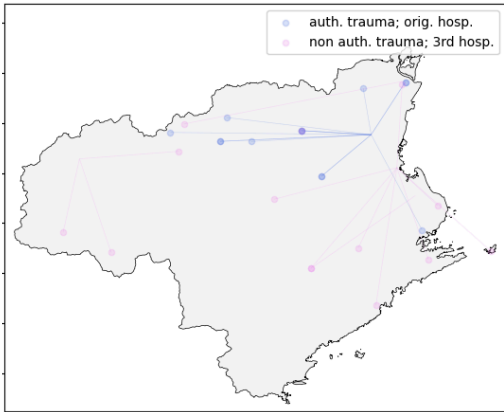 auth. trauma; orig. hosp.
non auth. trauma; 3rd hosp.